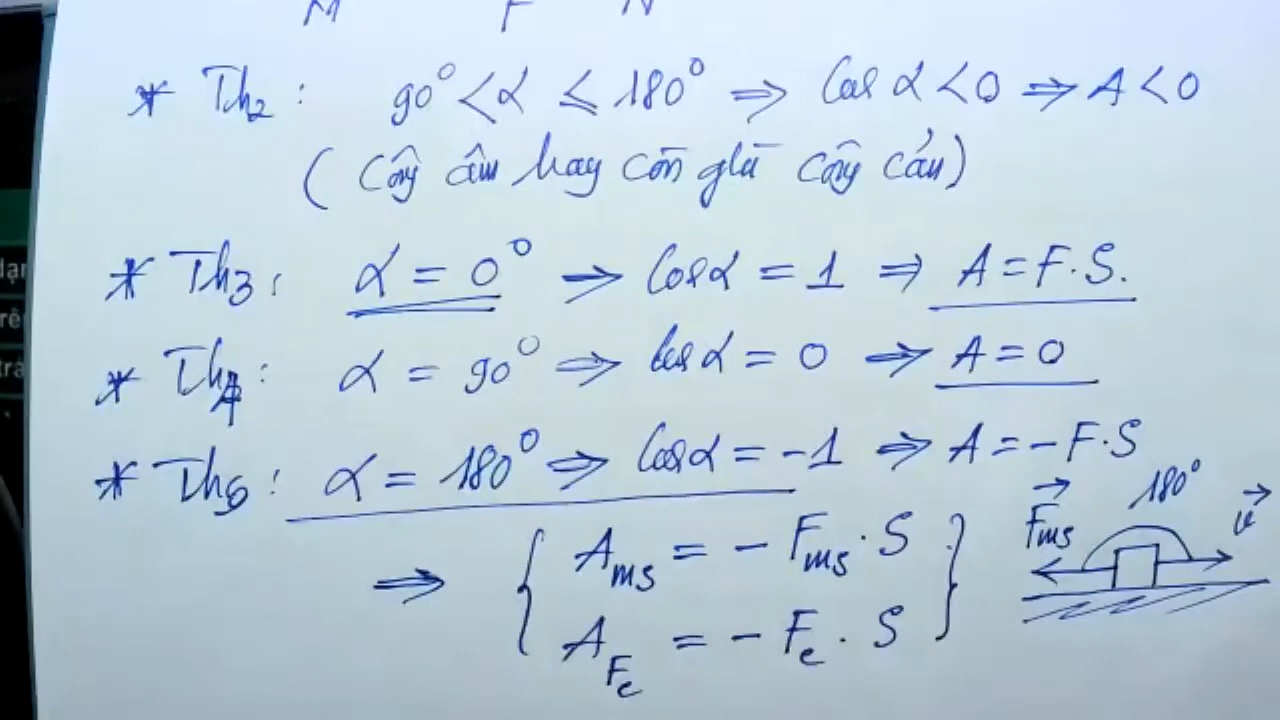 M F N
* Th2 : 90° < α ≤ 180° ⇒ Cos α < 0 ⇒ A < 0
( Công âm hay còn gọi là công cản )
* Th3 : α = 0° ⇒ Cosα = 1 ⇒ A = F.S.
* Th4 : α = 90° ⇒ cosα = 0 ⇒ A = 0
* Th5 : α = 180° ⇒ Cosα = -1 ⇒ A = - F.S
180°
Fms v
⇒ { Ams = - Fms . S
AFc = - Fc . S }